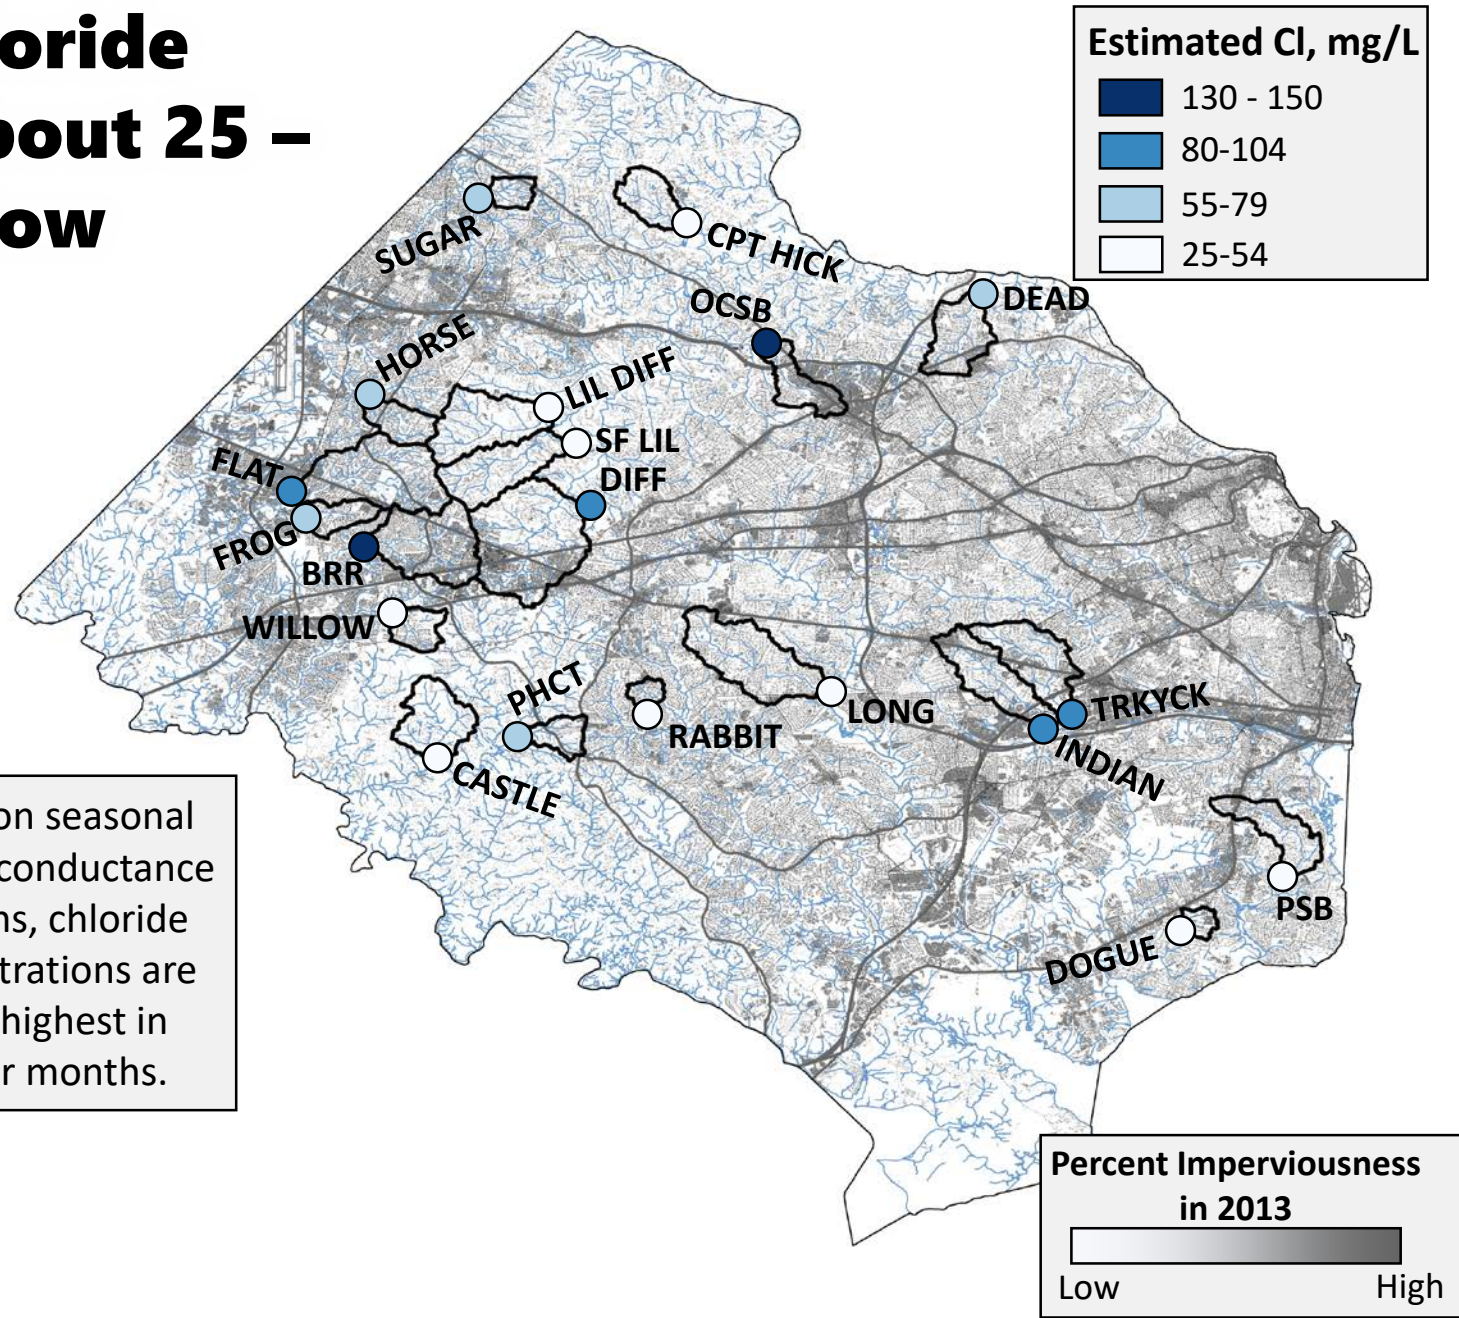 oride
bout 25 –
ow
Estimated Cl, mg/L
130 - 150
80-104
55-79
25-54
SUGAR
CPT HICK
DEAD
OCSB
HORSE
LIL DIFF
SF LIL
DIFF
FLAT
FROG
BRR
WILLOW
PHCT
CASTLE
RABBIT
LONG
TRKYCK
INDIAN
PSB
DOGUE
on seasonal
conductance
ns, chloride
trations are
highest in
r months.
Percent Imperviousness
in 2013
Low
High